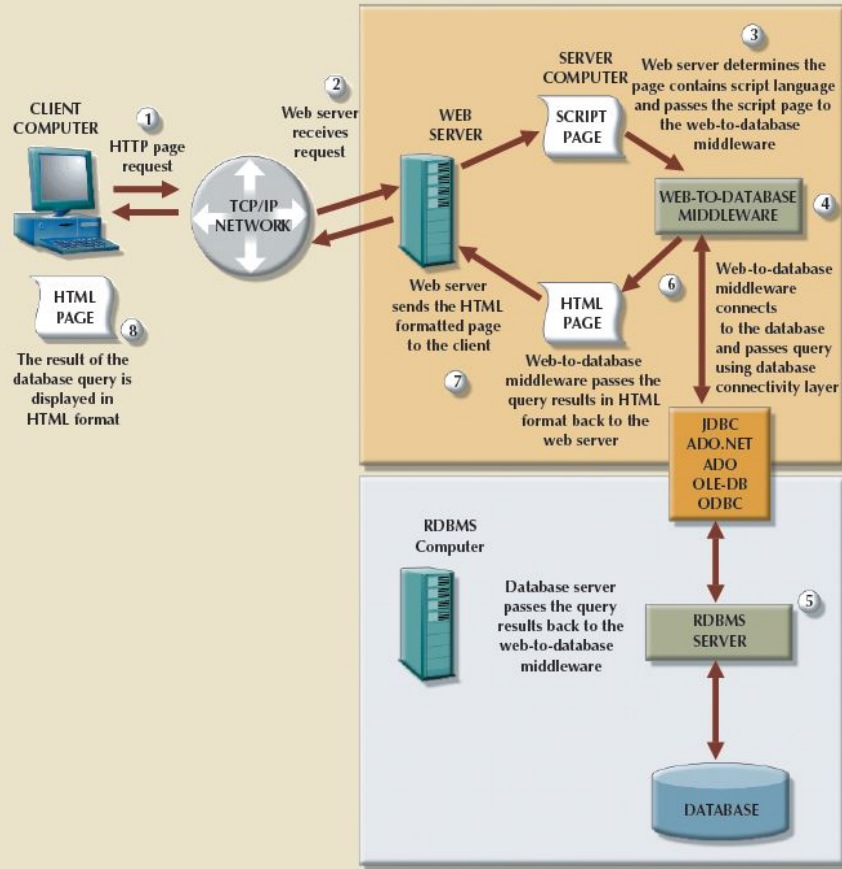 CLIENT
COMPUTER
1
HTTP page
request
2
Web server
receives
request
TCP/IP
NETWORK
HTML
PAGE
8
The result of the
database query is
displayed in
HTML format
WEB
SERVER
SERVER
COMPUTER
SCRIPT
PAGE
3
Web server determines the
page contains script language
and passes the script page to
the web-to-database
middleware
WEB-TO-DATABASE
MIDDLEWARE
4
Web-to-database
middleware
connects
to the database
and passes query
using database
connectivity layer
6
HTML
PAGE
Web-to-database
middleware passes the
query results in HTML
format back to the
web server
Web server
sends the HTML
formatted page
to the client
7
JDBC
ADO.NET
ADO
OLE-DB
ODBC
RDBMS
Computer
Database server
passes the query
results back to the
web-to-database
middleware
5
RDBMS
SERVER
DATABASE